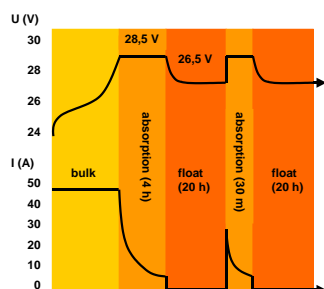 U (V)
30
28,5 V
28
26,5 V
26
24
absorption (4 h)
absorption (30 m)
I (A)
bulk
float
(20 h)
float
(20 h)
50
40
30
20
10
0